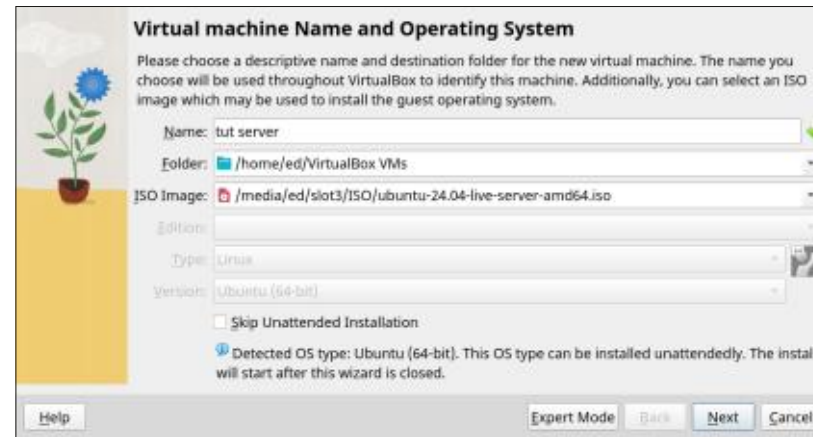 Virtual machine Name and Operating System
Please choose a descriptive name and destination folder for the new virtual machine. The name you
choose will be used throughout VirtualBox to identify this machine. Additionally, you can select an ISO
image which may be used to install the guest operating system.
Name: tut server
Folder: /home/ed/VirtualBox VMs
ISO Image: /media/ed/slot3/ISO/ubuntu-24.04-live-server-amd64.iso
Edition:
Type: Linux
Version: Ubuntu (64-bit)
Skip Unattended Installation
Detected OS type: Ubuntu (64-bit). This OS type can be installed unattendedly. The install
will start after this wizard is closed.
Help Expert Mode Back Next Cancel